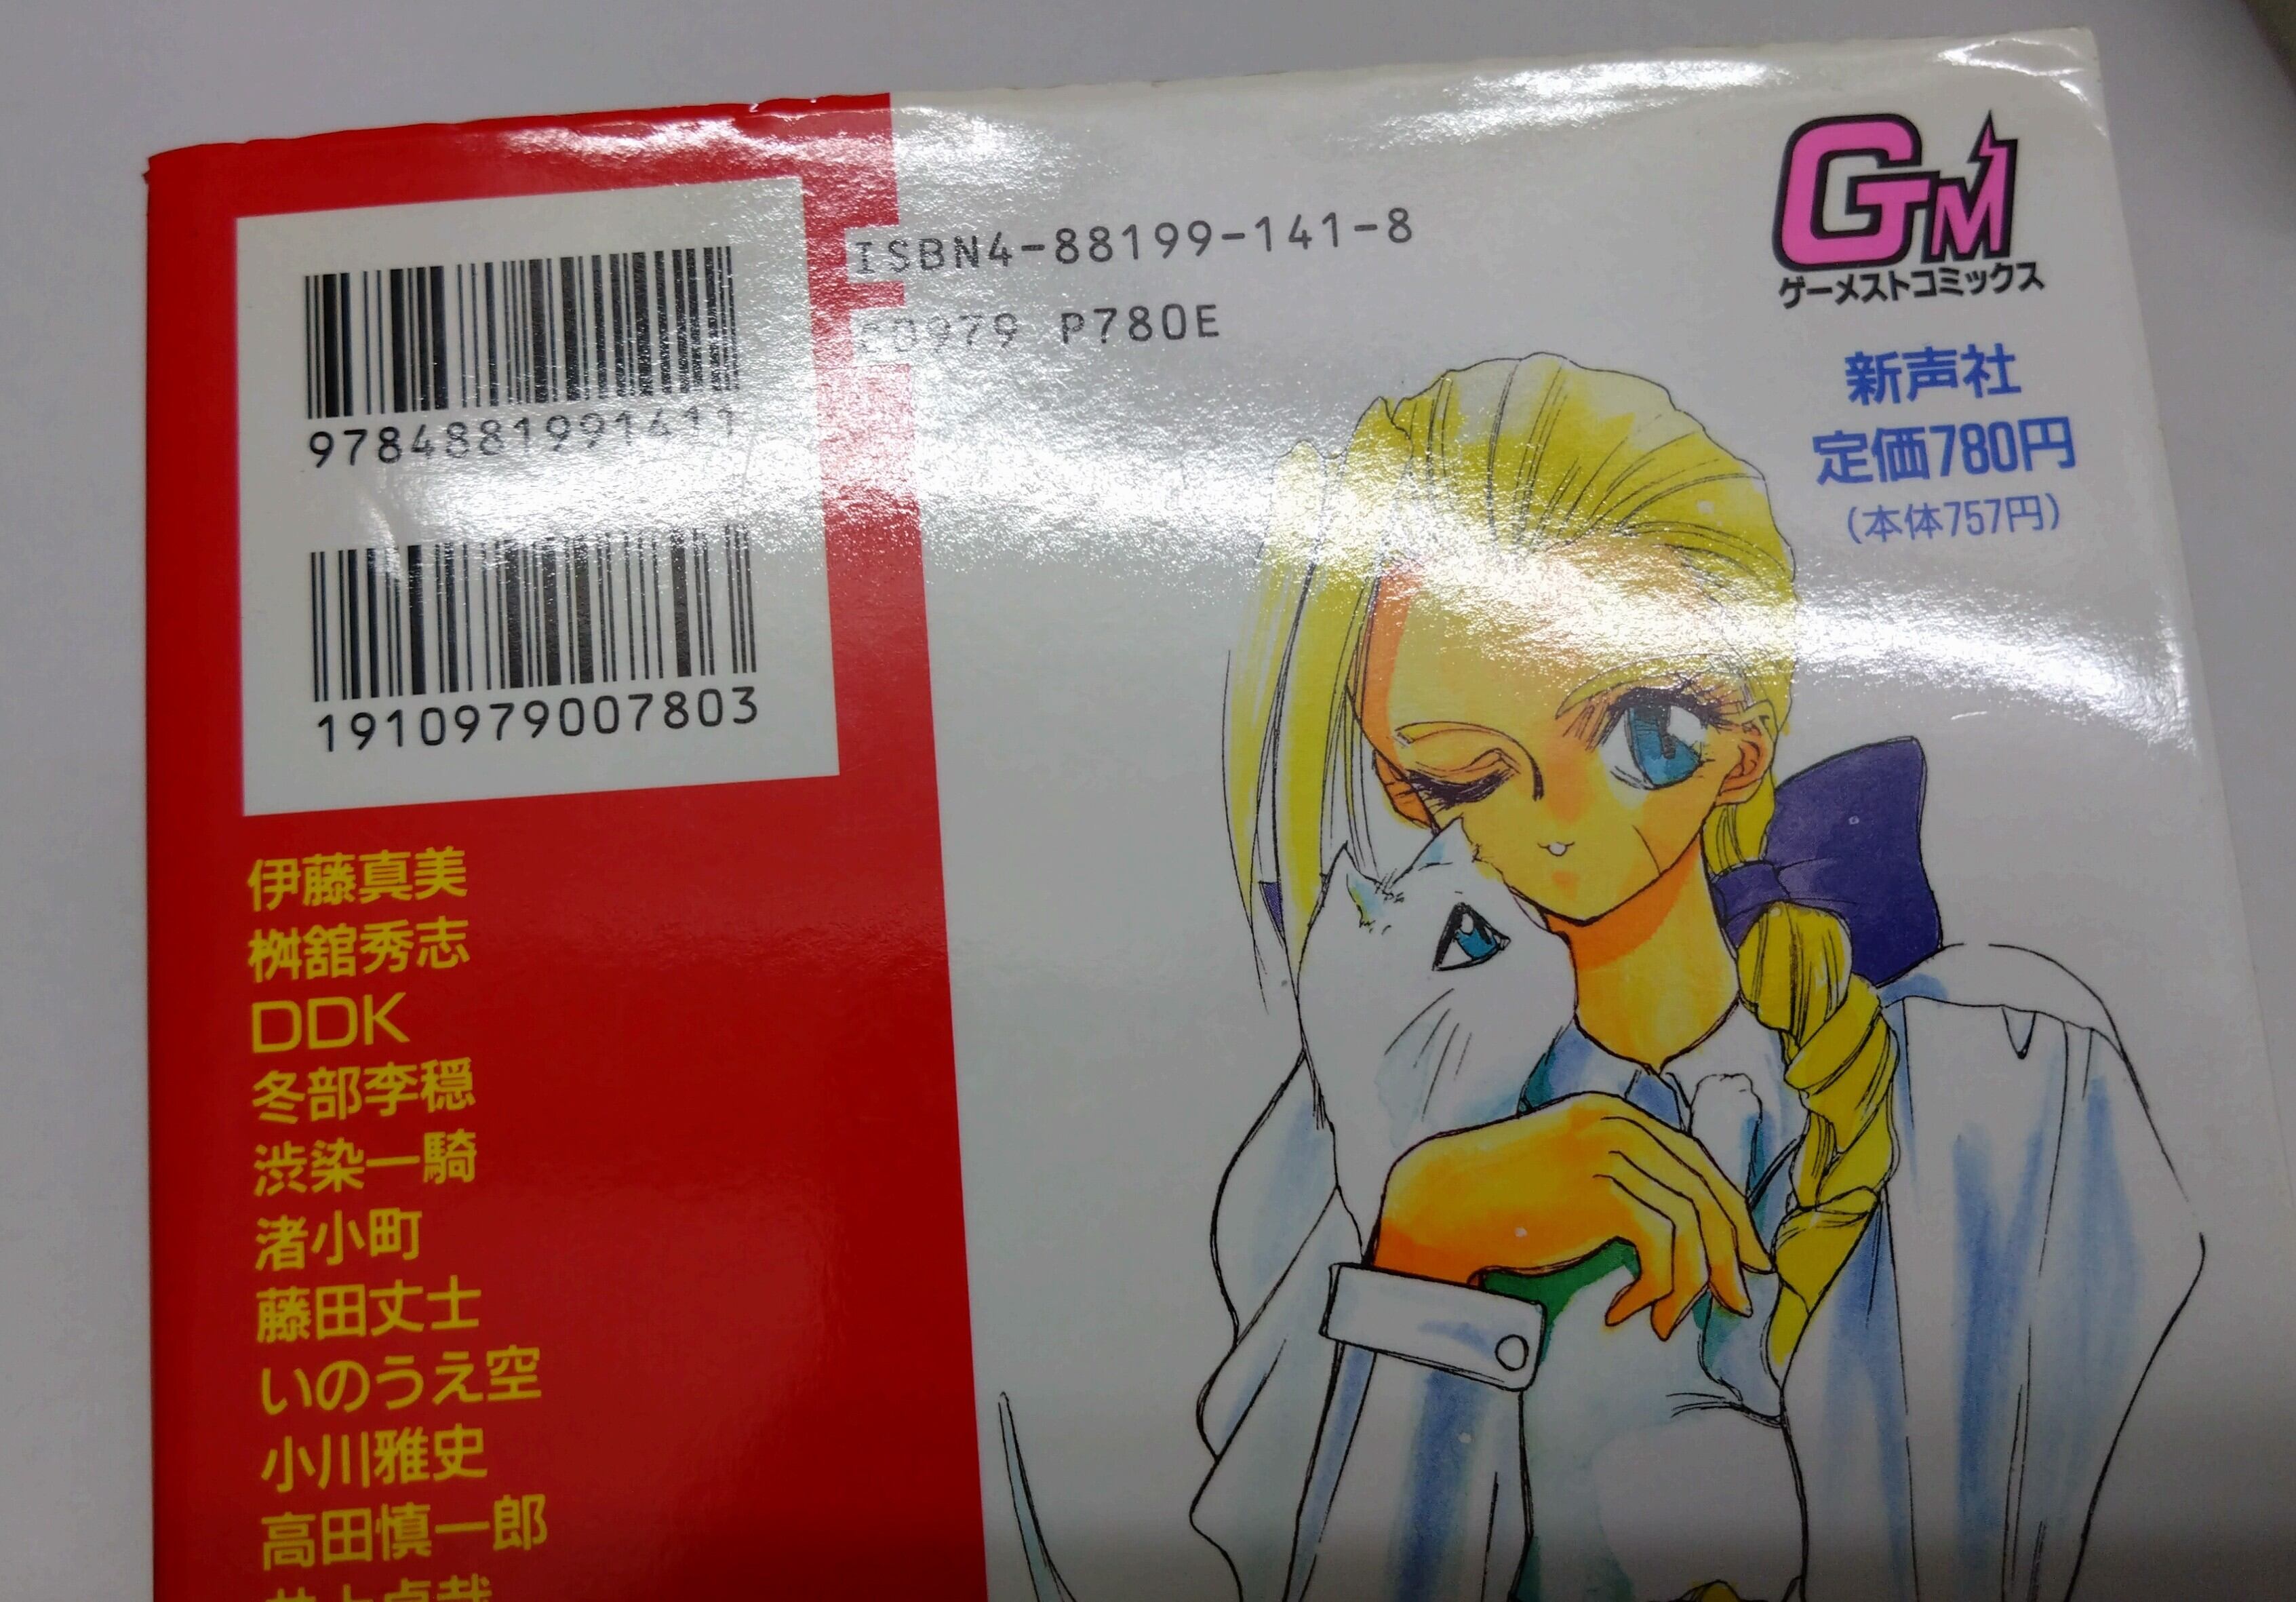 9784881991411
1910979007803
ISBN4-88199-141-8
C0979 P780E
GM
ゲーメストコミックス
新声社
定価780円
(本体757円)
伊藤真美
桝舘秀志
DDK
冬部李穏
渋染一騎
渚小町
藤田丈士
いのうえ空
小川雅史
高田慎一郎